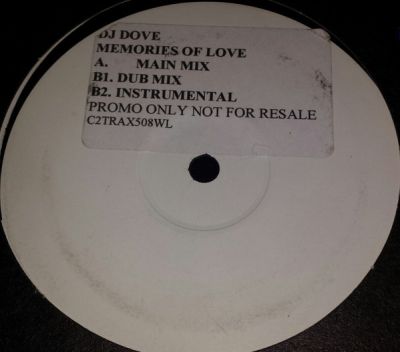 DJ DOVE
MEMORIES OF LOVE
A. MAIN MIX
B1. DUB MIX
B2. INSTRUMENTAL
PROMO ONLY NOT FOR RESALE
C2TRAX508WL